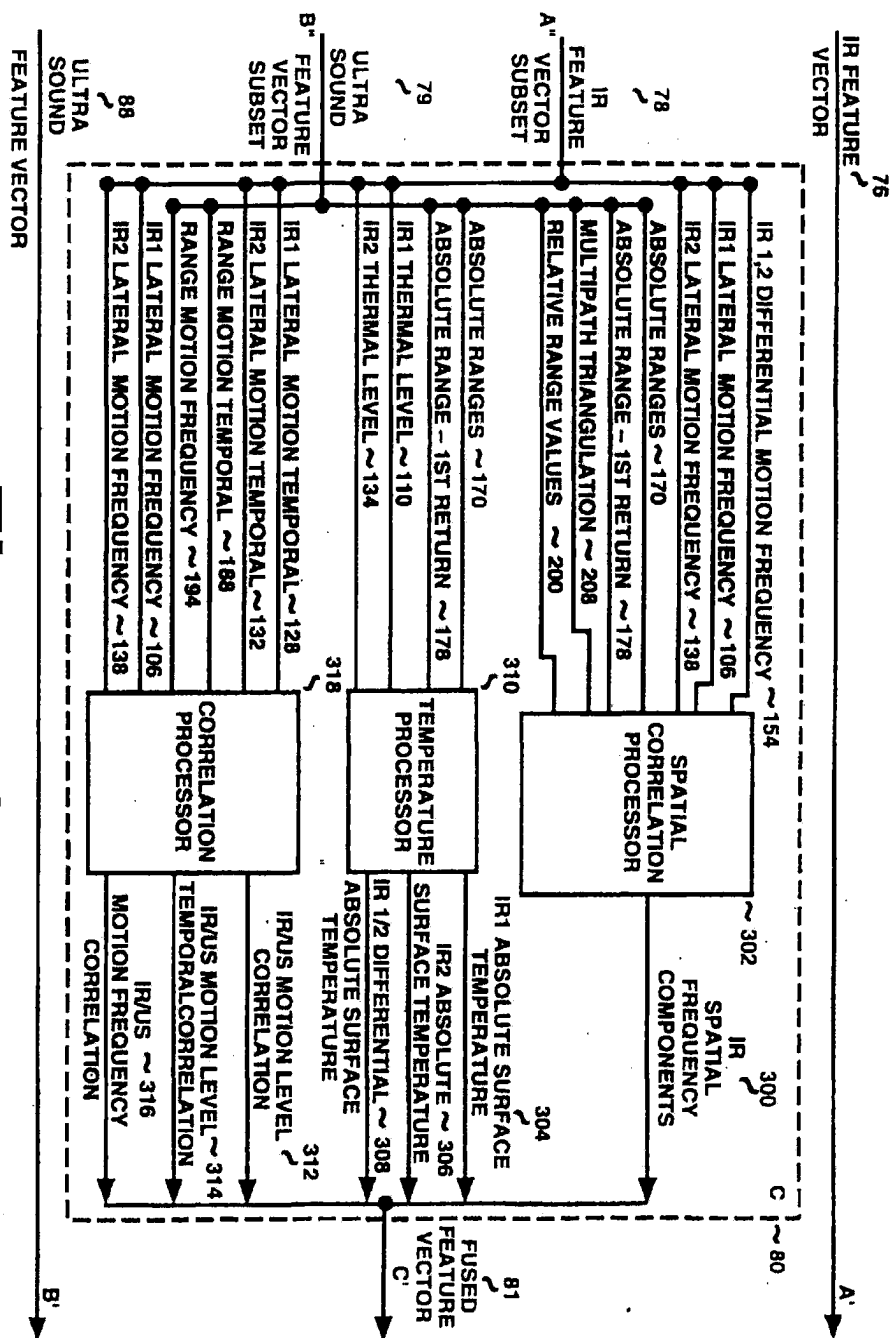 IR FEATURE ~ 76
VECTOR
A'
78
IR
FEATURE
A" VECTOR
SUBSET
79
ULTRA
SOUND
B" FEATURE
VECTOR
SUBSET
88
ULTRA
SOUND
FEATURE VECTOR
B'
IR 1,2 DIFFERENTIAL MOTION FREQUENCY ~ 154
IR1 LATERAL MOTION FREQUENCY ~ 106
IR2 LATERAL MOTION FREQUENCY ~ 138
ABSOLUTE RANGES ~ 170
ABSOLUTE RANGE – 1ST RETURN ~ 178
MULTIPATH TRIANGULATION ~ 208
RELATIVE RANGE VALUES ~ 200
SPATIAL
CORRELATION
PROCESSOR
~ 302
IR ~ 300
SPATIAL
FREQUENCY
COMPONENTS
C
~ 80
ABSOLUTE RANGES ~ 170
ABSOLUTE RANGE – 1ST RETURN ~ 178
IR1 THERMAL LEVEL ~ 110
IR2 THERMAL LEVEL ~ 134
310
TEMPERATURE
PROCESSOR
IR1 ABSOLUTE SURFACE ~ 304
TEMPERATURE
IR2 ABSOLUTE ~ 306
SURFACE TEMPERATURE
IR 1/2 DIFFERENTIAL ~ 308
ABSOLUTE SURFACE
TEMPERATURE
81
FUSED
FEATURE
VECTOR
C'
IR1 LATERAL MOTION TEMPORAL ~ 128
IR2 LATERAL MOTION TEMPORAL ~ 132
RANGE MOTION TEMPORAL ~ 188
RANGE MOTION FREQUENCY ~ 194
IR1 LATERAL MOTION FREQUENCY ~ 106
IR2 LATERAL MOTION FREQUENCY ~ 138
318
CORRELATION
PROCESSOR
IR/US MOTION LEVEL ~ 312
CORRELATION
IR/US MOTION LEVEL ~ 314
TEMPORALCORRELATION
IR/US ~ 316
MOTION FREQUENCY
CORRELATION